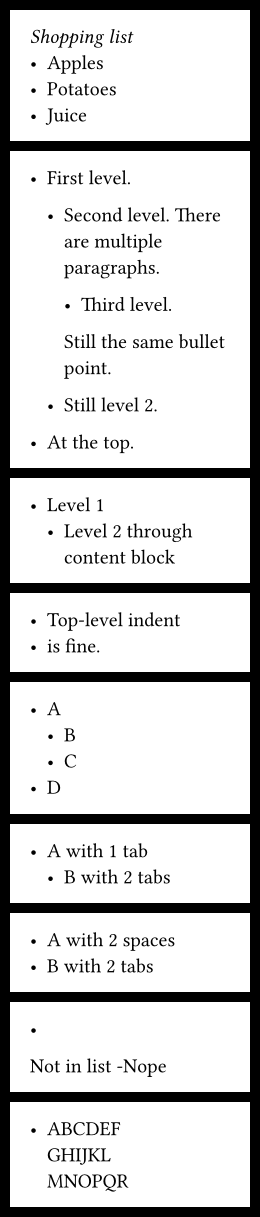 Shopping list
• Apples
• Potatoes
• Juice
• First level.
• Second level. There
are multiple
paragraphs.
• Third level.
Still the same bullet
point.
• Still level 2.
• At the top.
• Level 1
• Level 2 through
content block
• Top-level indent
• is fine.
• A
• B
• C
• D
• A with 1 tab
• B with 2 tabs
• A with 2 spaces
• B with 2 tabs
•
Not in list -Nope
• ABCDEF
GHIJKL
MNOPQR